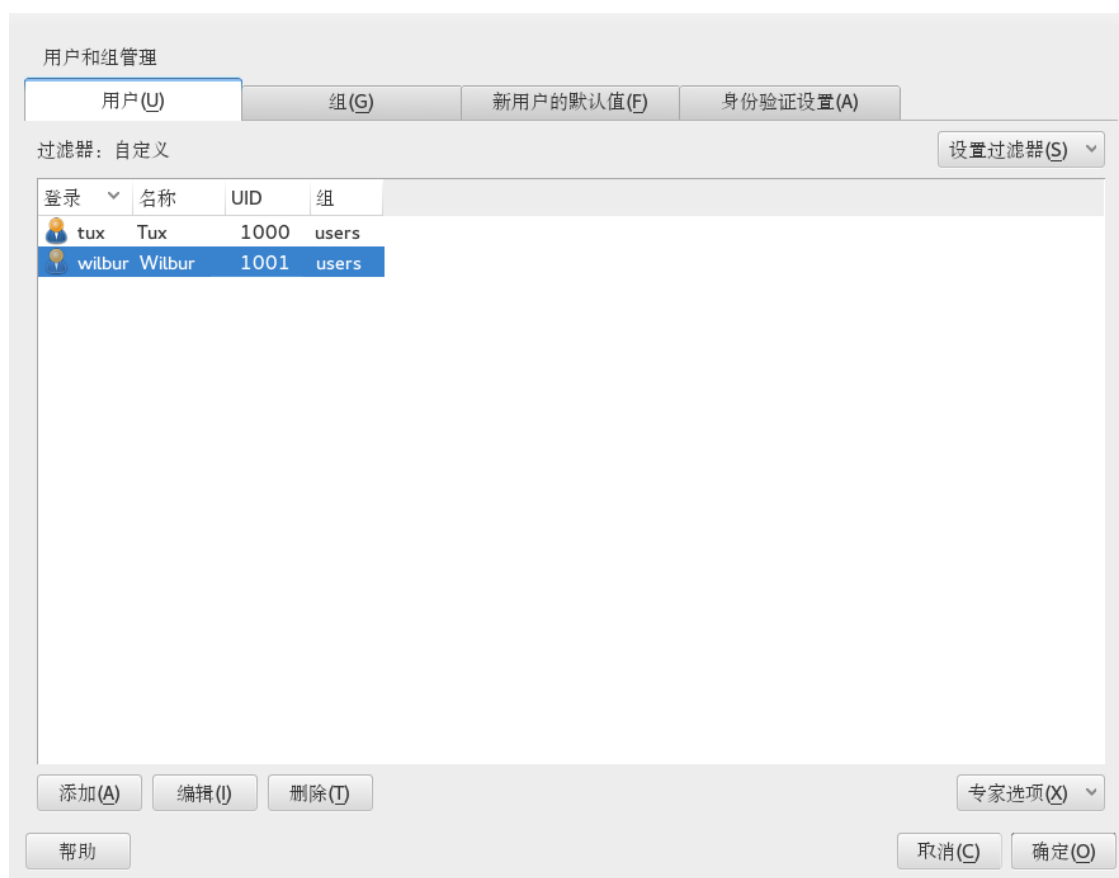 用户和组管理
用户(U) 组(G) 新用户的默认值(F) 身份验证设置(A)
过滤器：自定义 设置过滤器(S)
登录 名称 UID 组
tux Tux 1000 users
wilbur Wilbur 1001 users
添加(A) 编辑(I) 删除(T) 专家选项(X)
帮助 取消(C) 确定(O)